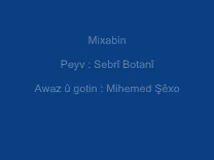 Mixabin
Peyv : Sebrî Botanî
Awaz û gotin : Mihemed Şêxo